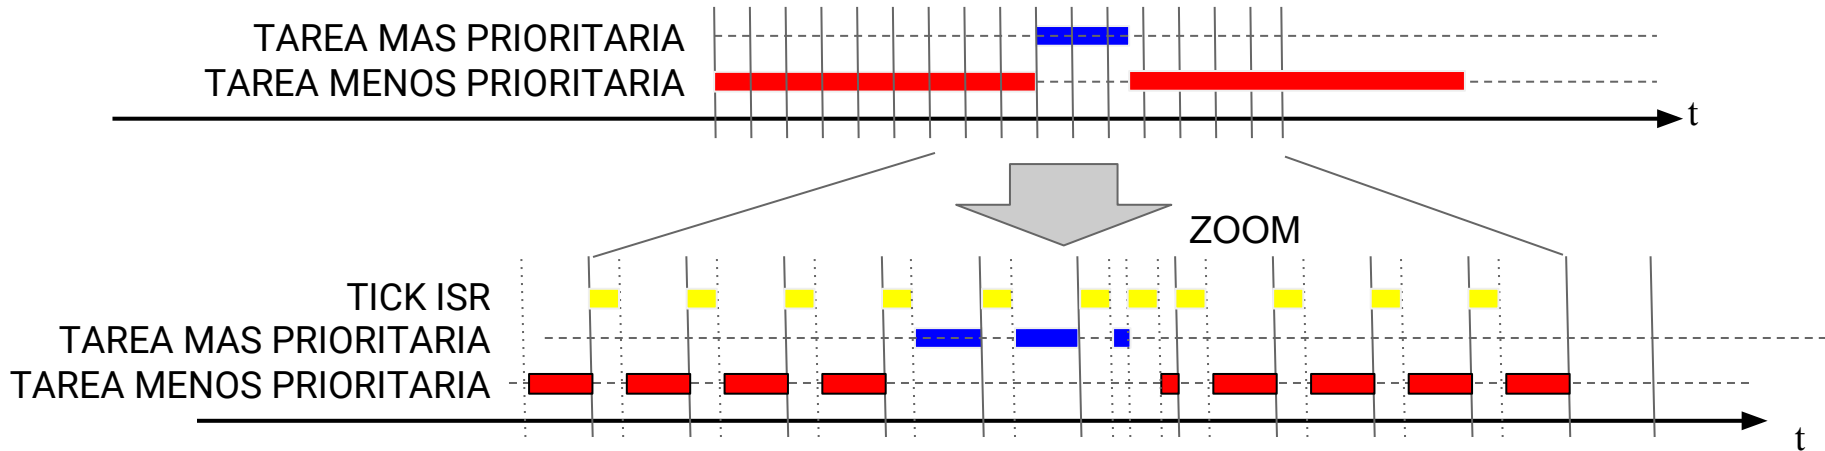 TAREA MAS PRIORITARIA
TAREA MENOS PRIORITARIA
t
ZOOM
TICK ISR
TAREA MAS PRIORITARIA
TAREA MENOS PRIORITARIA
t